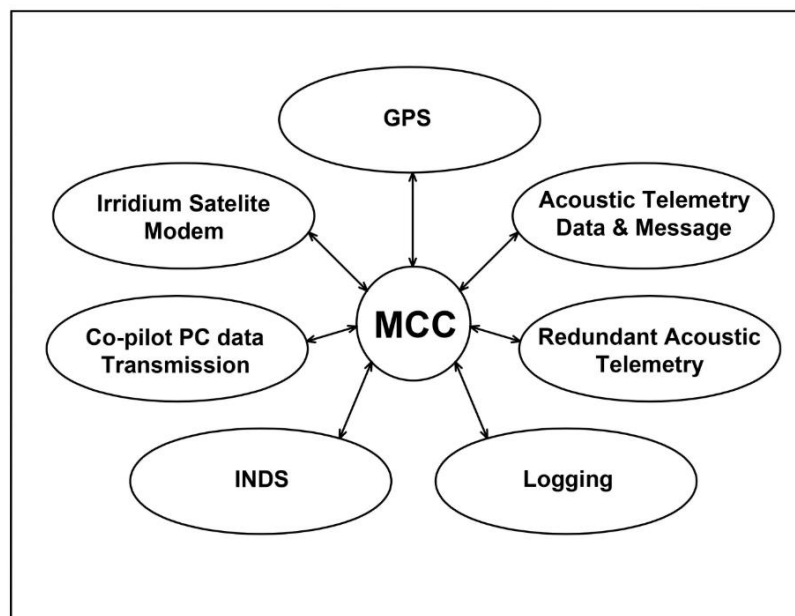 GPS
Irridium Satelite
Modem
Acoustic Telemetry
Data & Message
MCC
Co-pilot PC data
Transmission
Redundant Acoustic
Telemetry
INDS
Logging